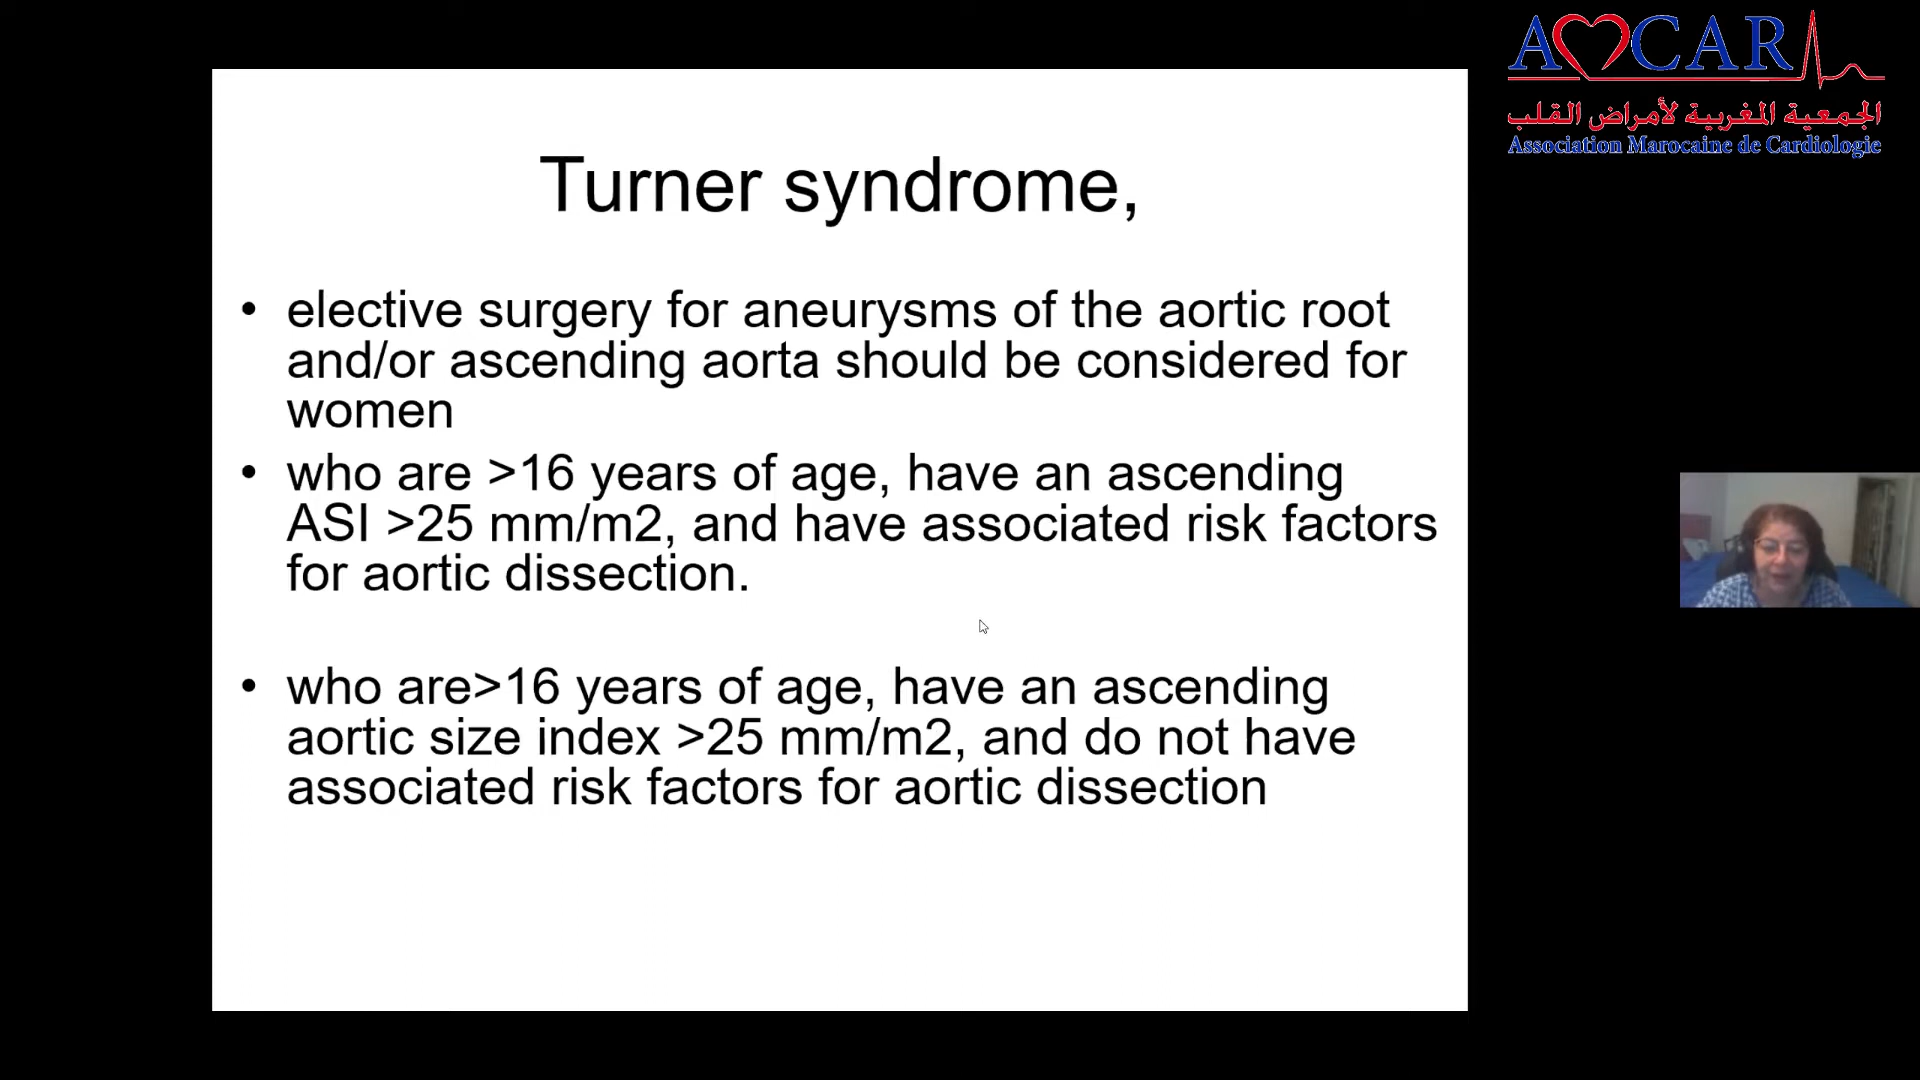 AMCAR
الجمعية المغربية لأمراض القلب
Association Marocaine de Cardiologie
Turner syndrome,
• elective surgery for aneurysms of the aortic root
and/or ascending aorta should be considered for
women
• who are >16 years of age, have an ascending
ASI >25 mm/m2, and have associated risk factors
for aortic dissection.
• who are>16 years of age, have an ascending
aortic size index >25 mm/m2, and do not have
associated risk factors for aortic dissection